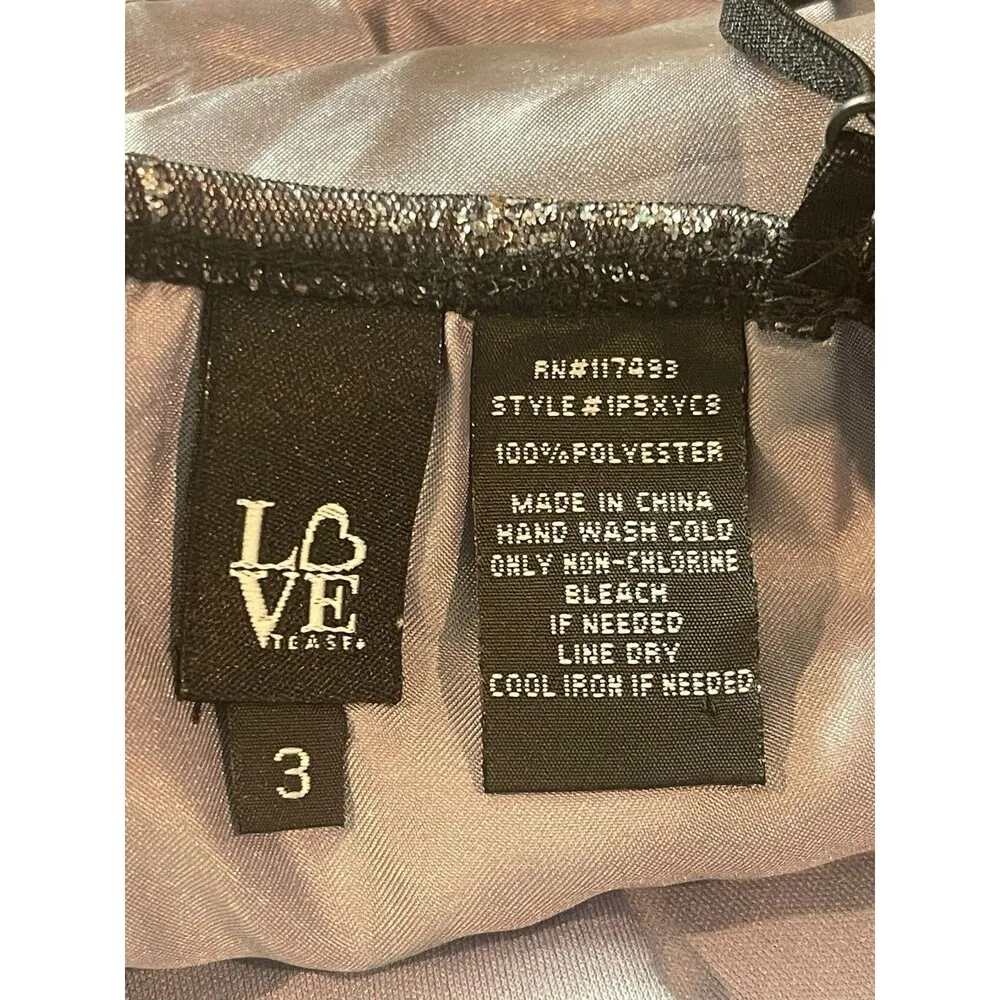 LOVE
TEASE
3
RN#117493
STYLE#1P5XYC8
100%POLYESTER
MADE IN CHINA
HAND WASH COLD
ONLY NON-CHLORINE
BLEACH
IF NEEDED
LINE DRY
COOL IRON IF NEEDED.